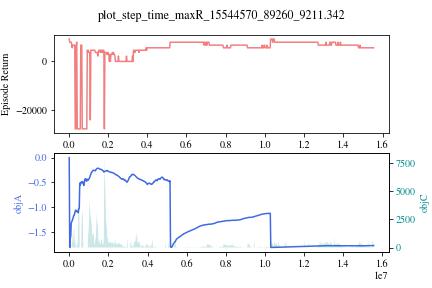 plot_step_time_maxR_15544570_89260_9211.342
Episode Return
0
−20000
0.0 0.2 0.4 0.6 0.8 1.0 1.2 1.4 1.6
objA
0.0
−0.5
−1.0
−1.5
7500
5000
2500
0
objC
0.0 0.2 0.4 0.6 0.8 1.0 1.2 1.4 1.6
1e7